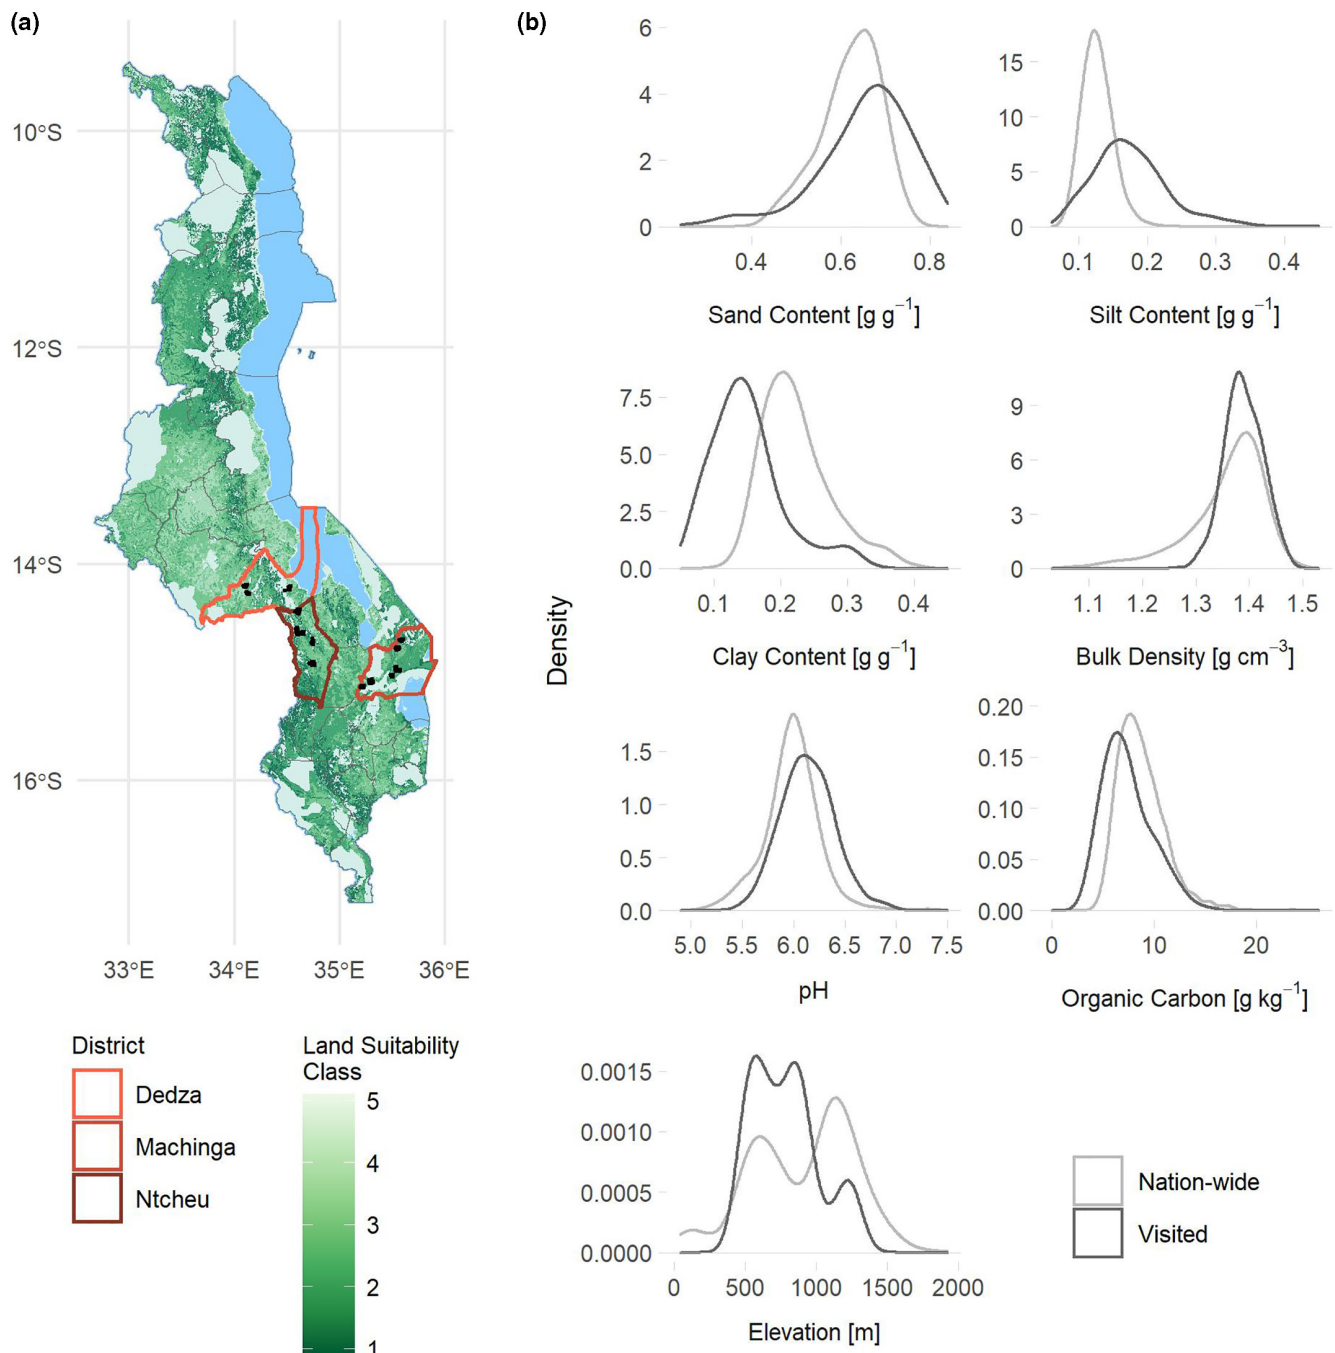 (a)
10°S
12°S
14°S
16°S
33°E 34°E 35°E 36°E
District
Dedza
Machinga
Ntcheu
Land Suitability
Class
5
4
3
2
1
(b)
Density
6
4
2
0
0.4 0.6 0.8
Sand Content [g g⁻¹]
15
10
5
0
0.1 0.2 0.3 0.4
Silt Content [g g⁻¹]
7.5
5.0
2.5
0.0
0.1 0.2 0.3 0.4
Clay Content [g g⁻¹]
9
6
3
0
1.1 1.2 1.3 1.4 1.5
Bulk Density [g cm⁻³]
1.5
1.0
0.5
0.0
5.0 5.5 6.0 6.5 7.0 7.5
pH
0.20
0.15
0.10
0.05
0.00
0 10 20
Organic Carbon [g kg⁻¹]
0.0015
0.0010
0.0005
0.0000
0 500 1000 1500 2000
Elevation [m]
Nation-wide
Visited